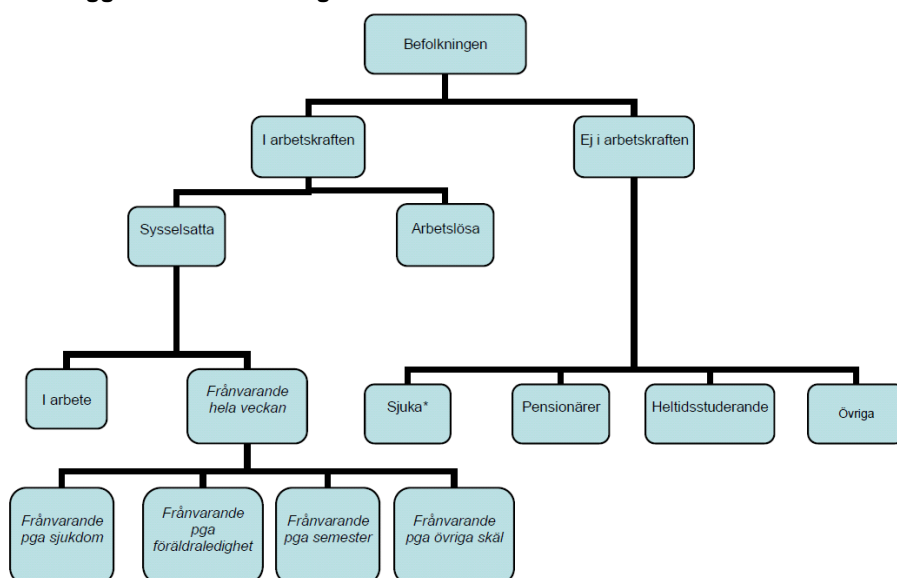 Befolkningen
I arbetskraften
Ej i arbetskraften
Sysselsatta
Arbetslösa
I arbete
Frånvarande
hela veckan
Sjuka*
Pensionärer
Heltidsstuderande
Övriga
Frånvarande
pga sjukdom
Frånvarande
pga
föräldraledighet
Frånvarande
pga semester
Frånvarande
pga övriga skäl